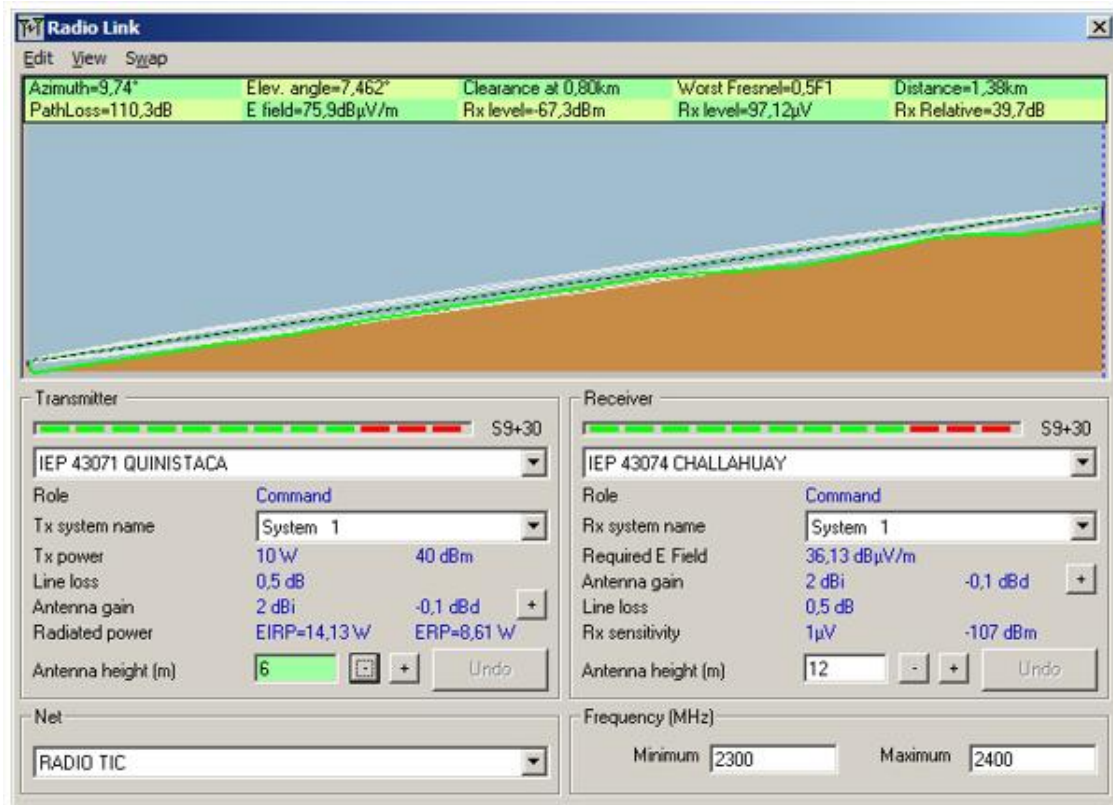 Radio Link
Edit View Swap
Azimuth=9,74° Elev. angle=7,462° Clearance at 0,80km Worst Fresnel=0,5F1 Distance=1,38km
PathLoss=110,3dB E field=75,9dBµV/m Rx level=-67,3dBm Rx level=97,12µV Rx Relative=39,7dB
Transmitter
S9+30
IEP 43071 QUINISTACA
Role Command
Tx system name System 1
Tx power 10 W 40 dBm
Line loss 0,5 dB
Antenna gain 2 dBi -0,1 dBd +
Radiated power EIRP=14,13 W ERP=8,61 W
Antenna height (m) 6 - + Undo
Net
RADIO TIC
Receiver
S9+30
IEP 43074 CHALLAHUAY
Role Command
Rx system name System 1
Required E Field 36,13 dBµV/m
Antenna gain 2 dBi -0,1 dBd +
Line loss 0,5 dB
Rx sensitivity 1µV -107 dBm
Antenna height (m) 12 - + Undo
Frequency (MHz)
Minimum 2300 Maximum 2400